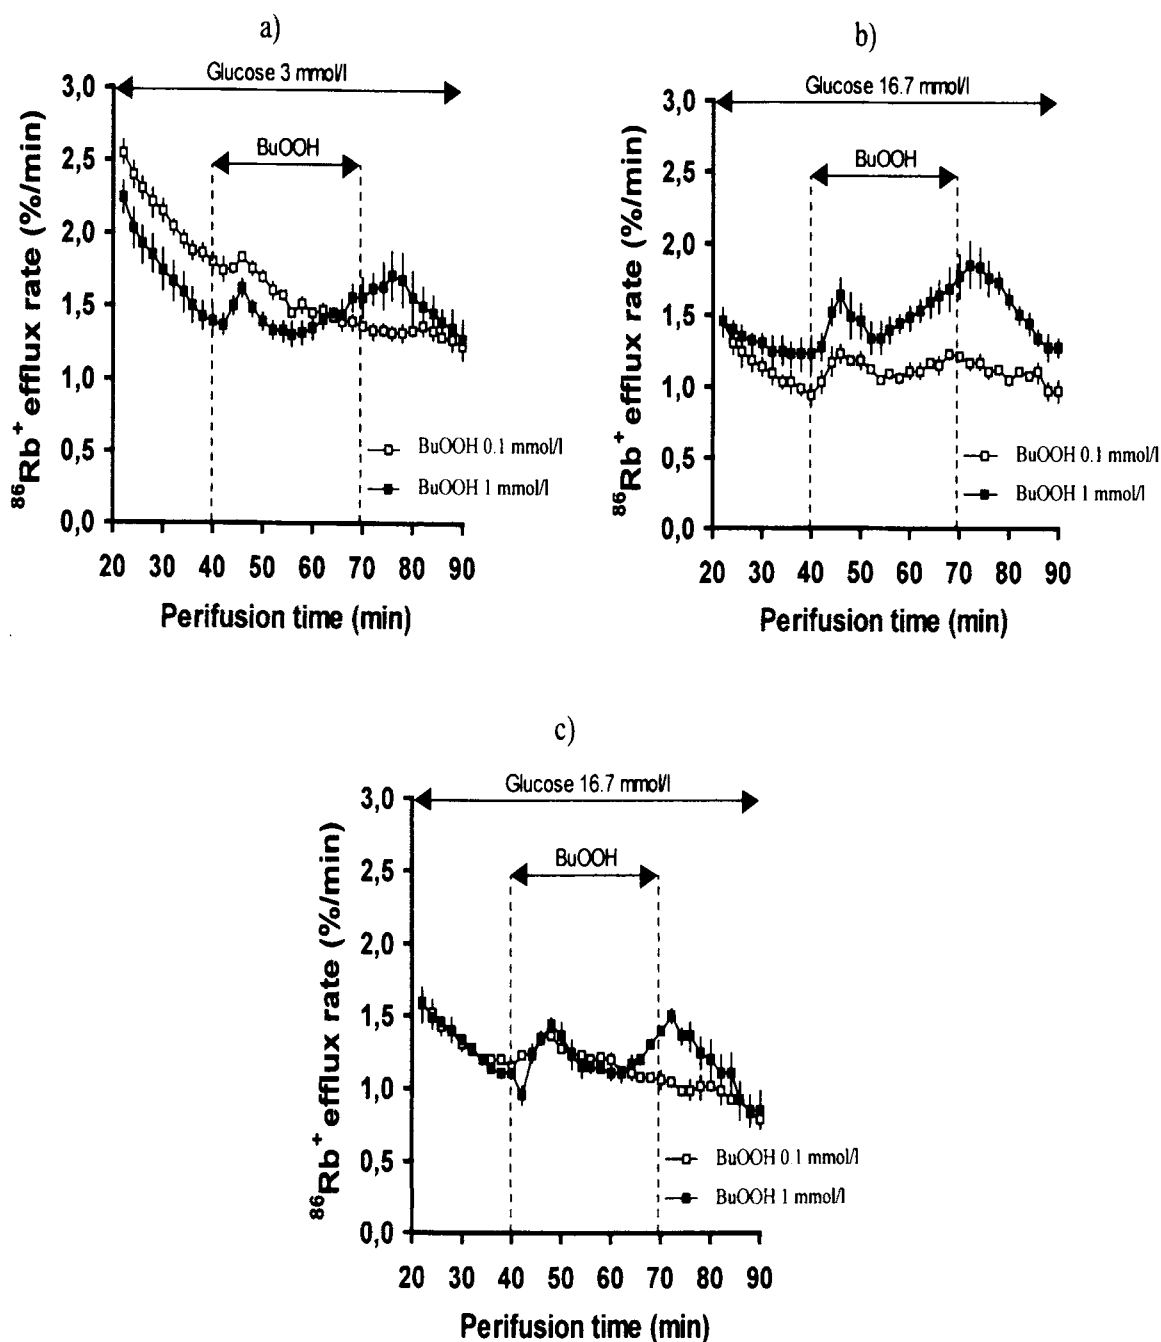 a)
Glucose 3 mmol/l
BuOOH
3,0
2,5
2,0
1,5
1,0
0,5
0,0
86Rb+ efflux rate (%/min)
BuOOH 0.1 mmol/l
BuOOH 1 mmol/l
20 30 40 50 60 70 80 90
Perifusion time (min)
b)
Glucose 16.7 mmol/l
BuOOH
3,0
2,5
2,0
1,5
1,0
0,5
0,0
86Rb+ efflux rate (%/min)
BuOOH 0.1 mmol/l
BuOOH 1 mmol/l
20 30 40 50 60 70 80 90
Perifusion time (min)
c)
Glucose 16.7 mmol/l
BuOOH
3,0
2,5
2,0
1,5
1,0
0,5
0,0
86Rb+ efflux rate (%/min)
BuOOH 0.1 mmol/l
BuOOH 1 mmol/l
20 30 40 50 60 70 80 90
Perifusion time (min)